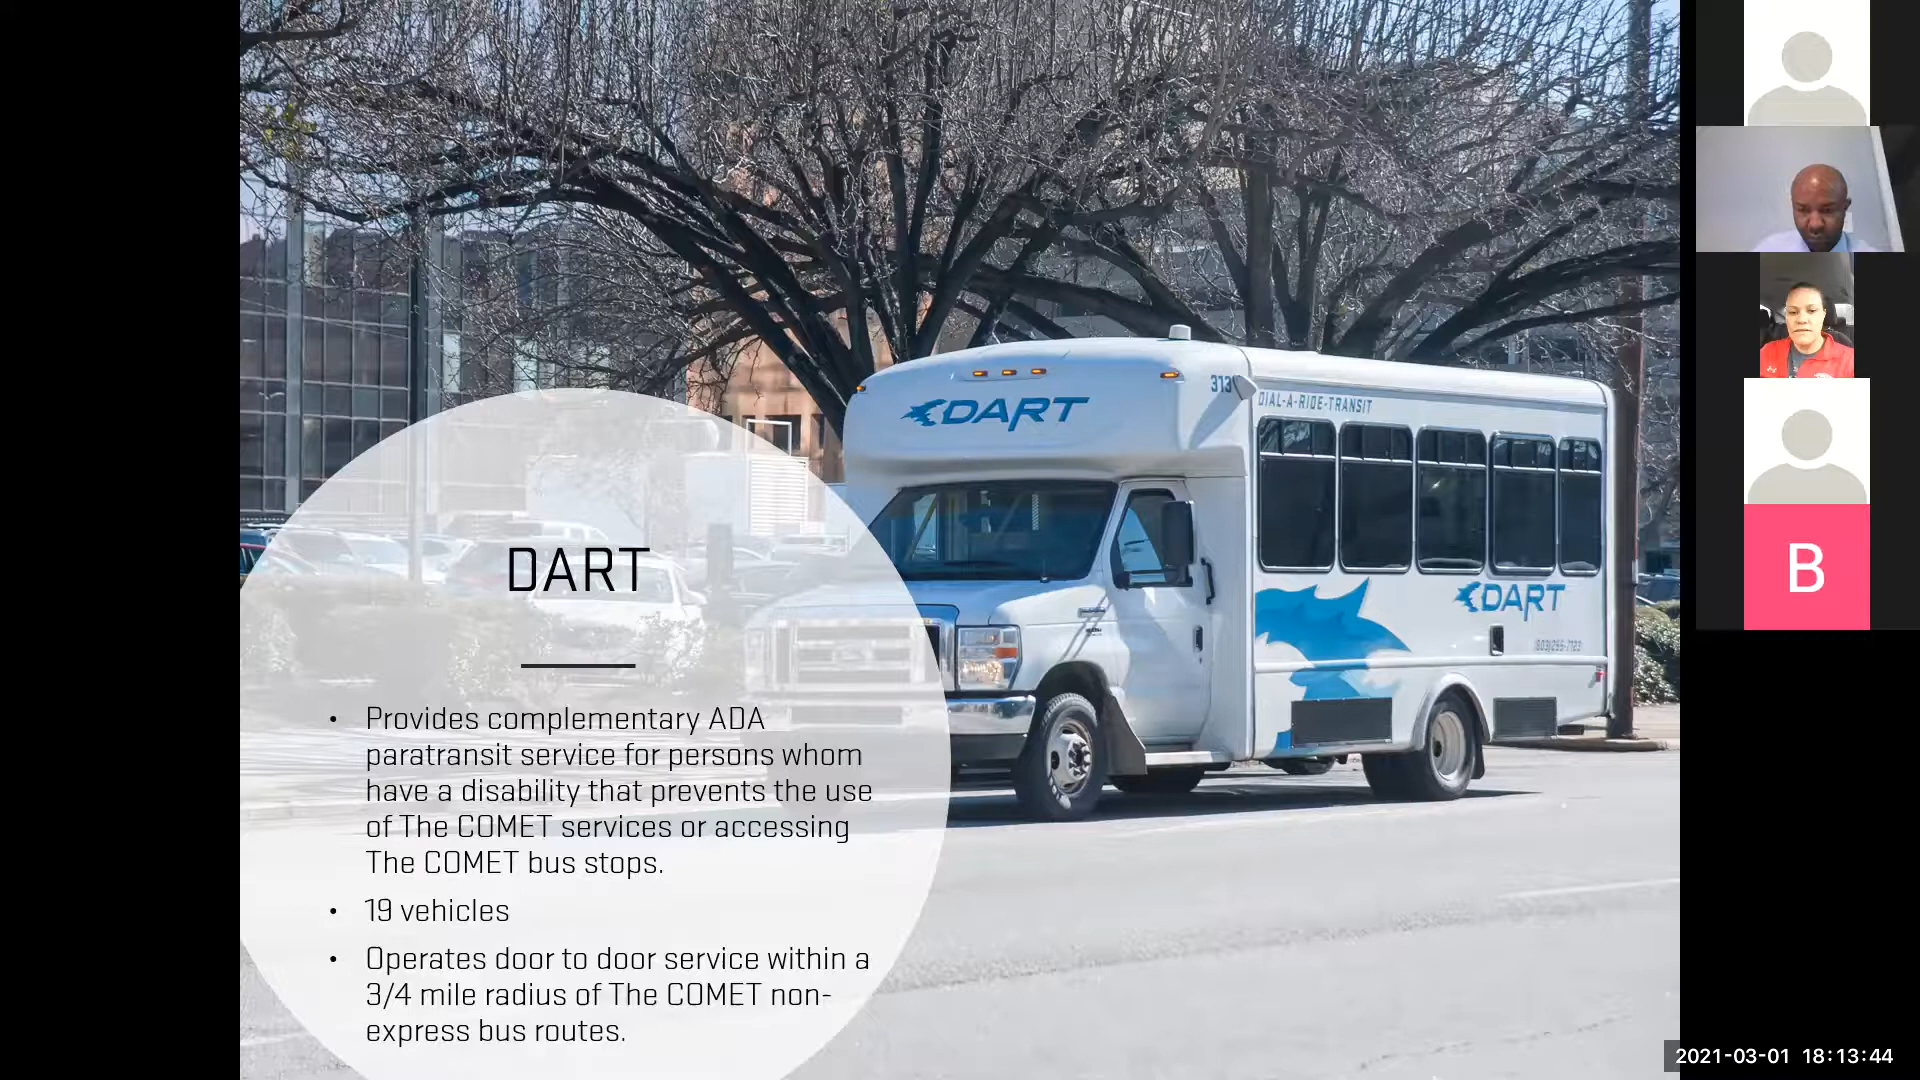 313
DIAL-A-RIDE-TRANSIT
DART
DART
DART
• Provides complementary ADA
paratransit service for persons whom
have a disability that prevents the use
of The COMET services or accessing
The COMET bus stops.
• 19 vehicles
• Operates door to door service within a
3/4 mile radius of The COMET non-
express bus routes.
B
2021-03-01 18:13:44